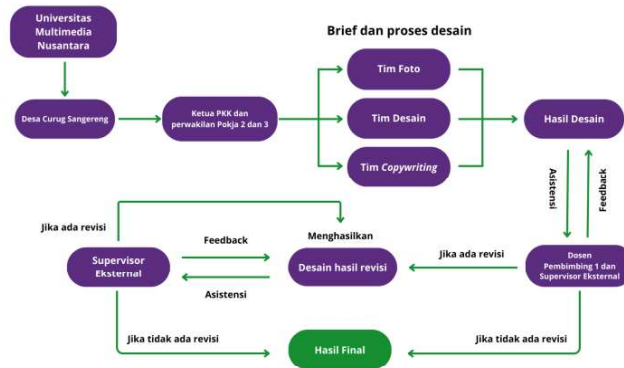 Universitas
Multimedia
Nusantara
Brief dan proses desain
Tim Foto
Desa Curug Sangereng
Ketua PKK dan
perwakilan Pokja 2 dan 3
Tim Desain
Hasil Desain
Tim Copywriting
Asistensi
Feedback
Jika ada revisi
Feedback
Menghasilkan
Jika ada revisi
Supervisor
Eksternal
Desain hasil revisi
Dosen
Pembimbing 1 dan
Supervisor Eksternal
Asistensi
Jika tidak ada revisi
Hasil Final
Jika tidak ada revisi